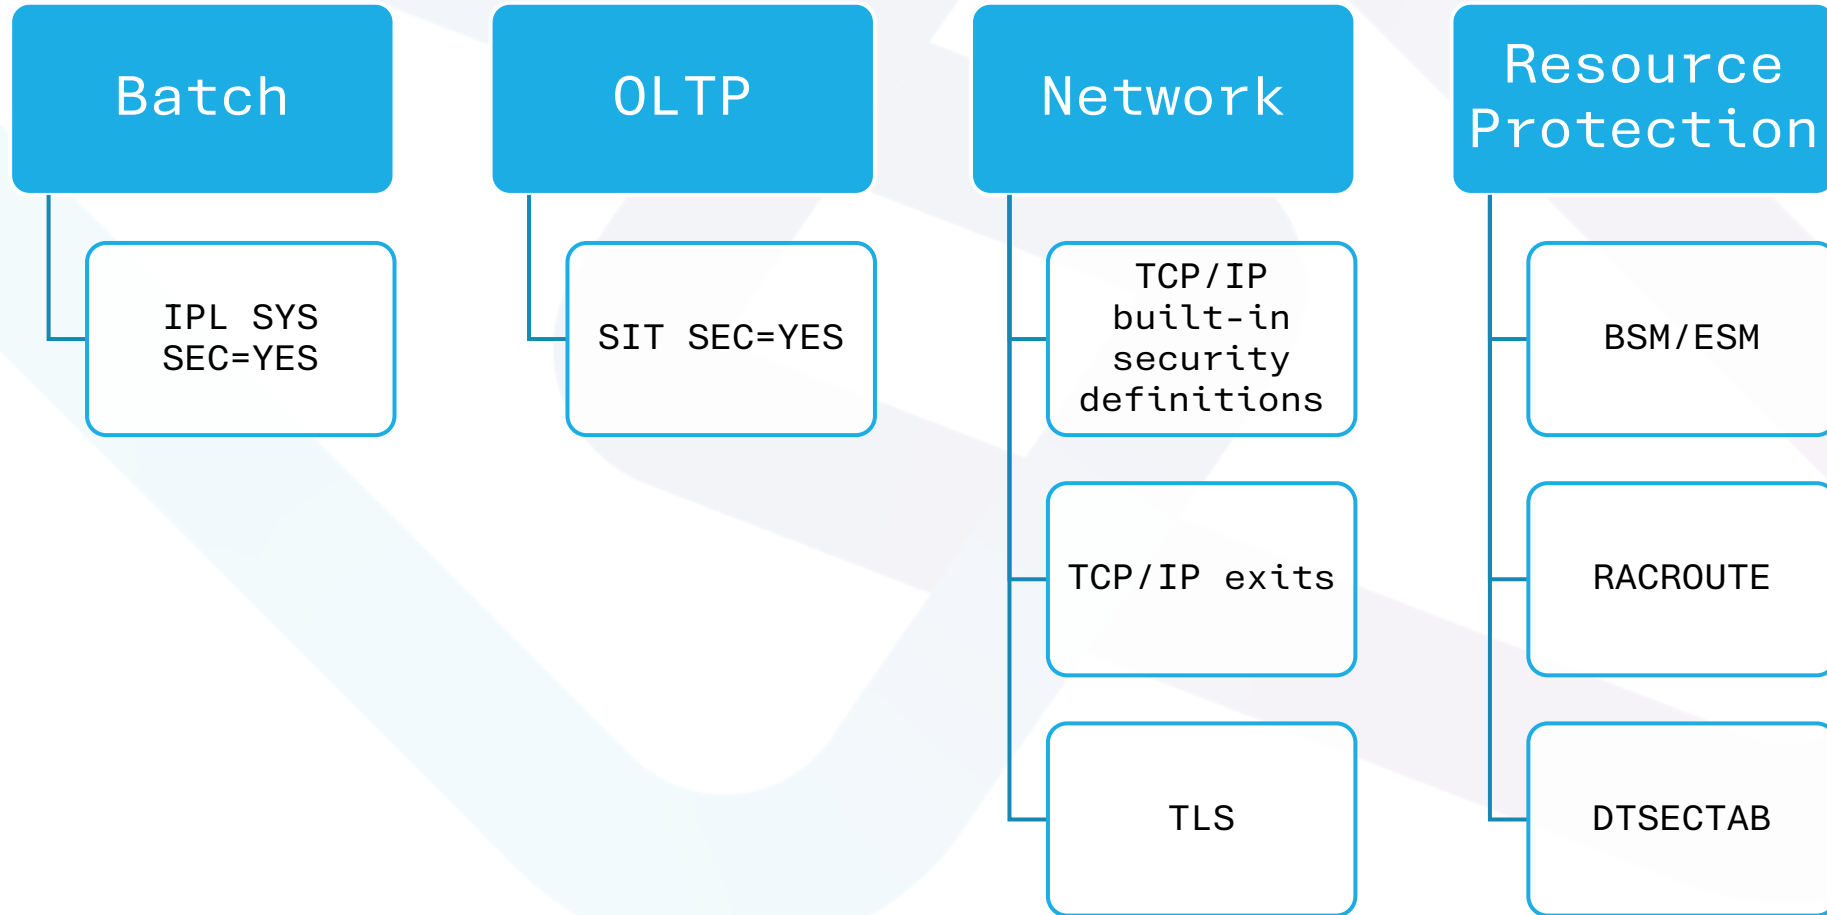 Batch
IPL SYS
SEC=YES
OLTP
SIT SEC=YES
Network
TCP/IP
built-in
security
definitions
TCP/IP exits
TLS
Resource
Protection
BSM/ESM
RACROUTE
DTSECTAB